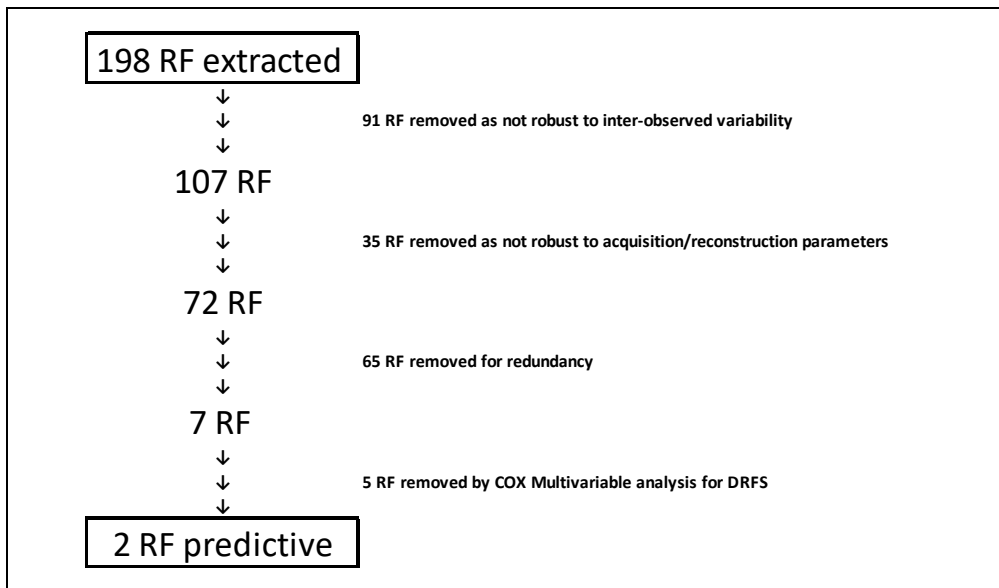 198 RF extracted
↓
↓
↓
91 RF removed as not robust to inter-observed variability
107 RF
↓
↓
↓
35 RF removed as not robust to acquisition/reconstruction parameters
72 RF
↓
↓
↓
65 RF removed for redundancy
7 RF
↓
↓
↓
5 RF removed by COX Multivariable analysis for DRFS
2 RF predictive